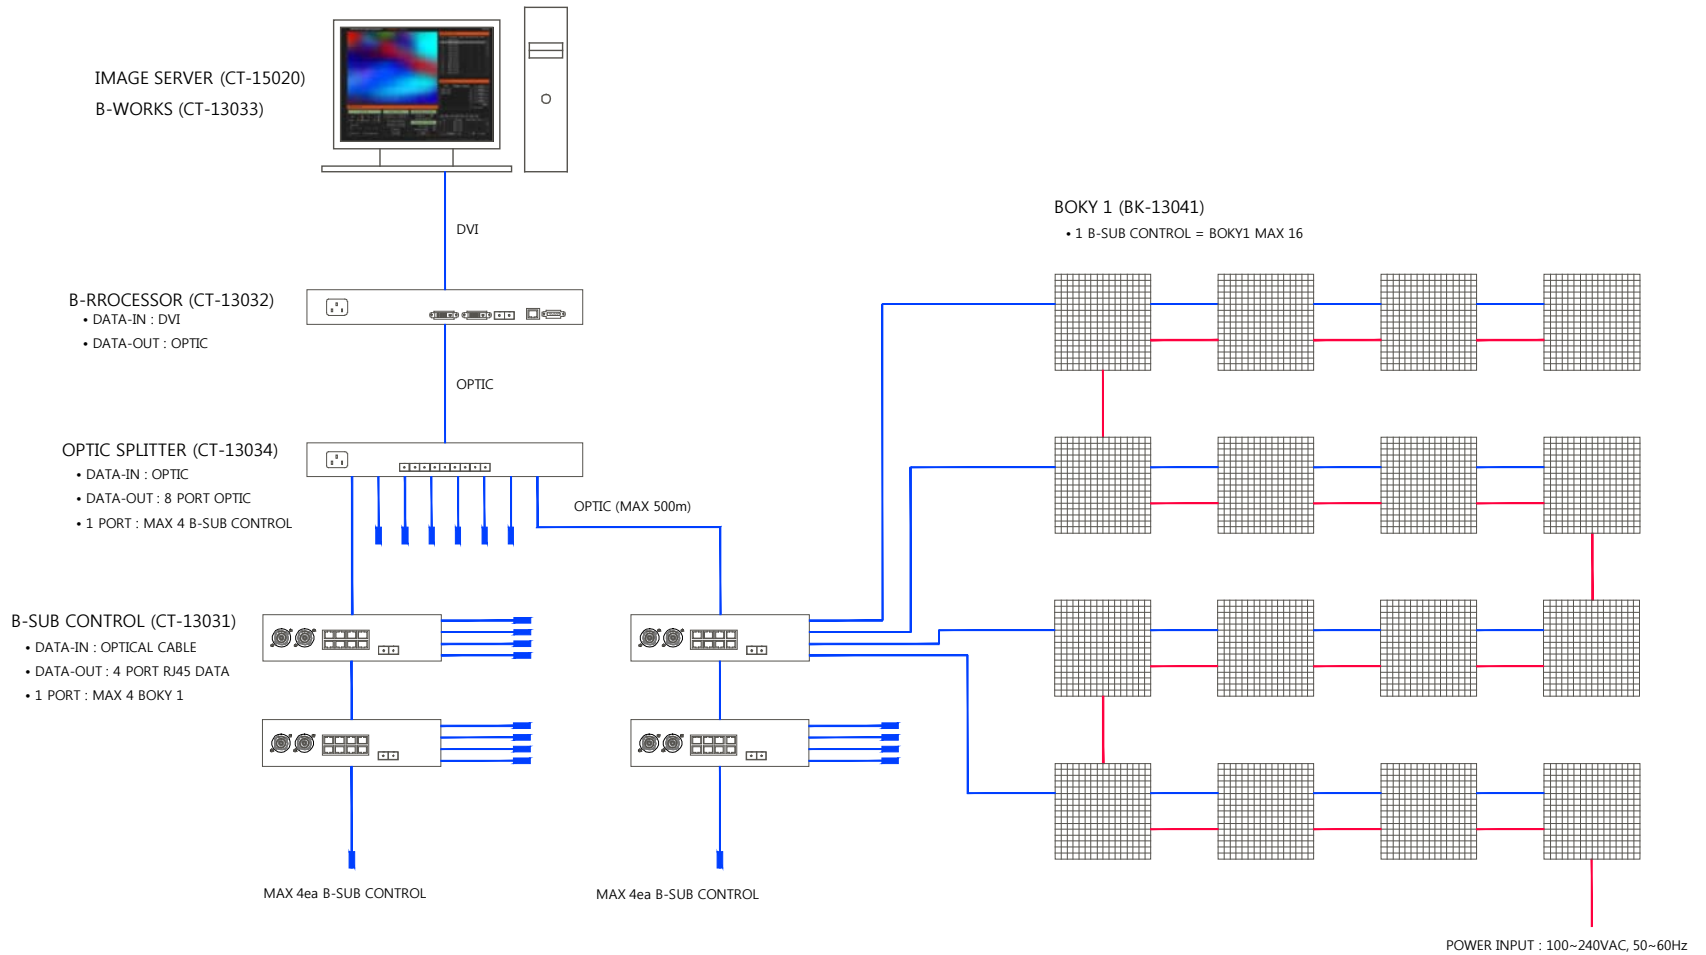 IMAGE SERVER (CT-15020)
B-WORKS (CT-13033)
DVI
B-RROCESSOR (CT-13032)
• DATA-IN : DVI
• DATA-OUT : OPTIC
OPTIC
OPTIC SPLITTER (CT-13034)
• DATA-IN : OPTIC
• DATA-OUT : 8 PORT OPTIC
• 1 PORT : MAX 4 B-SUB CONTROL
OPTIC (MAX 500m)
B-SUB CONTROL (CT-13031)
• DATA-IN : OPTICAL CABLE
• DATA-OUT : 4 PORT RJ45 DATA
• 1 PORT : MAX 4 BOKY 1
MAX 4ea B-SUB CONTROL
MAX 4ea B-SUB CONTROL
BOKY 1 (BK-13041)
• 1 B-SUB CONTROL = BOKY1 MAX 16
POWER INPUT : 100~240VAC, 50~60Hz